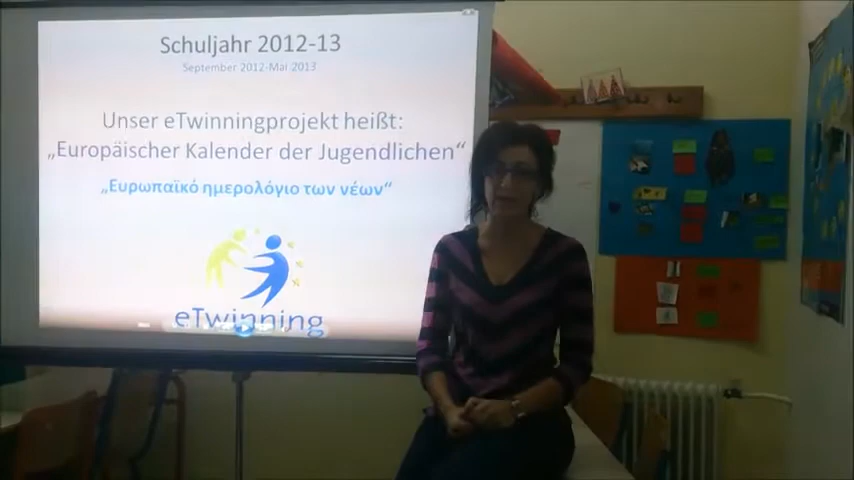 Schuljahr 2012-13
September 2012-Mai 2013
Unser eTwinningprojekt heißt:
„Europäischer Kalender der Jugendlichen“
„Ευρωπαϊκό ημερολόγιο των νέων“
eTwinning